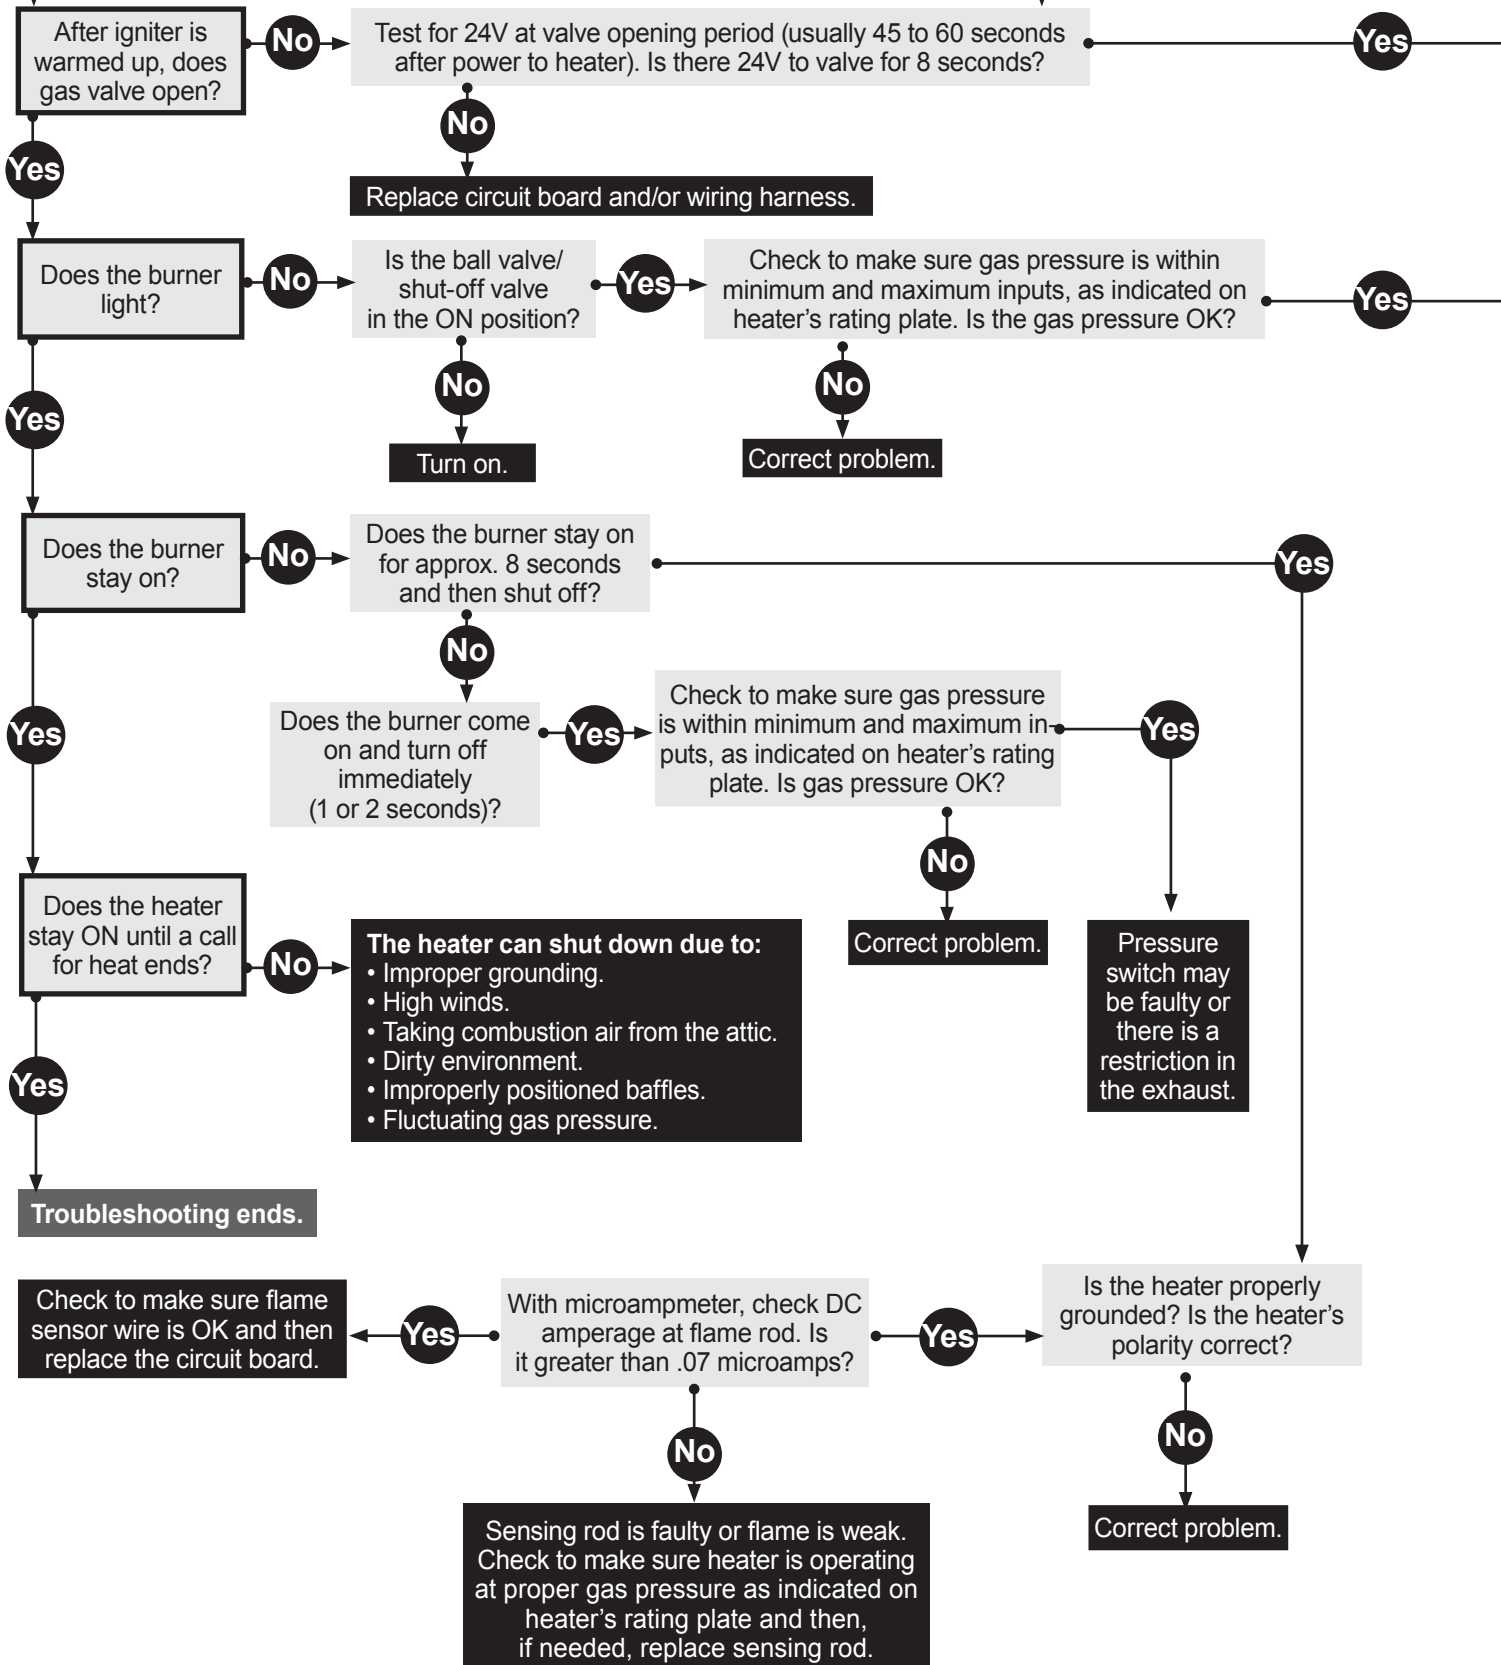 After igniter is
warmed up, does
gas valve open?
No
Test for 24V at valve opening period (usually 45 to 60 seconds
after power to heater). Is there 24V to valve for 8 seconds?
Yes
No
Yes
Replace circuit board and/or wiring harness.
Does the burner
light?
No
Is the ball valve/
shut-off valve
in the ON position?
Yes
Check to make sure gas pressure is within
minimum and maximum inputs, as indicated on
heater’s rating plate. Is the gas pressure OK?
Yes
No
No
Yes
Turn on.
Correct problem.
Does the burner
stay on?
No
Does the burner stay on
for approx. 8 seconds
and then shut off?
Yes
No
Yes
Does the burner come
on and turn off
immediately
(1 or 2 seconds)?
Yes
Check to make sure gas pressure
is within minimum and maximum in-
puts, as indicated on heater’s rating
plate. Is gas pressure OK?
Yes
No
Correct problem.
Pressure
switch may
be faulty or
there is a
restriction in
the exhaust.
Does the heater
stay ON until a call
for heat ends?
No
The heater can shut down due to:
• Improper grounding.
• High winds.
• Taking combustion air from the attic.
• Dirty environment.
• Improperly positioned baffles.
• Fluctuating gas pressure.
Yes
Troubleshooting ends.
Check to make sure flame
sensor wire is OK and then
replace the circuit board.
Yes
With microampmeter, check DC
amperage at flame rod. Is
it greater than .07 microamps?
Yes
Is the heater properly
grounded? Is the heater’s
polarity correct?
No
No
Sensing rod is faulty or flame is weak.
Check to make sure heater is operating
at proper gas pressure as indicated on
heater’s rating plate and then,
if needed, replace sensing rod.
Correct problem.